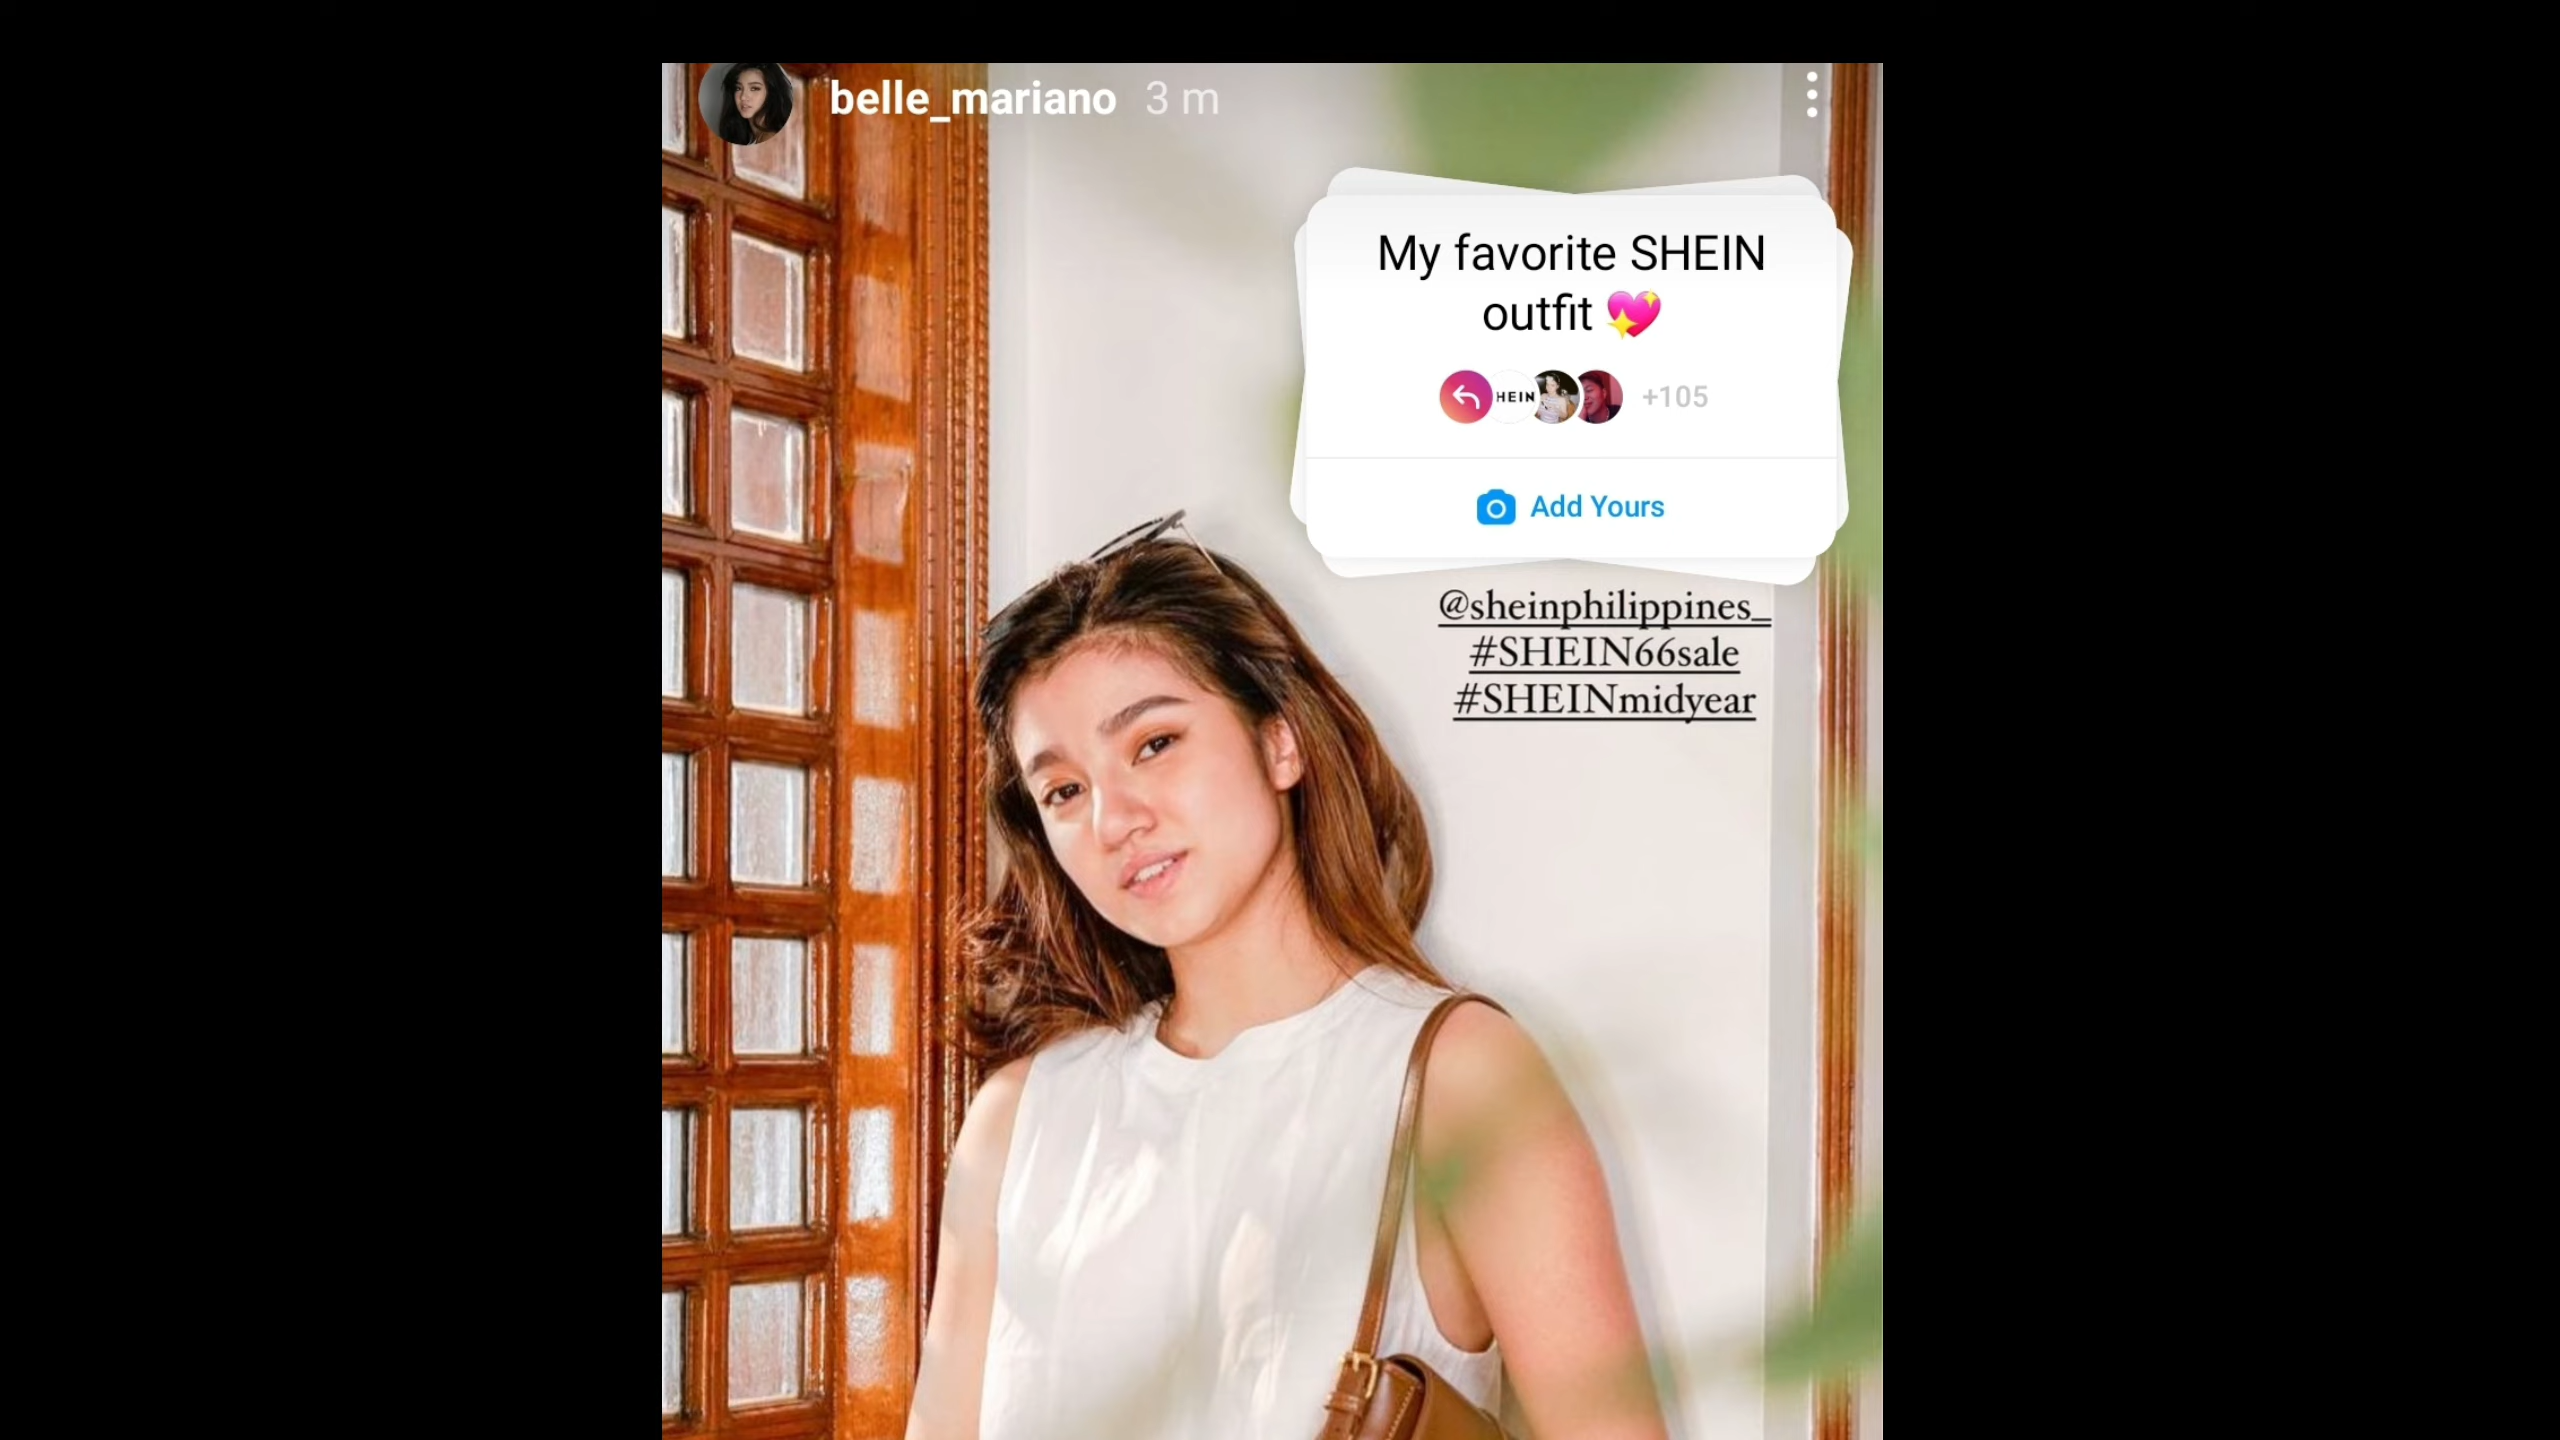 belle_mariano 3 m
My favorite SHEIN
outfit 💖
HEIN +105
Add Yours
@sheinphilippines_
#SHEIN66sale
#SHEINmidyear